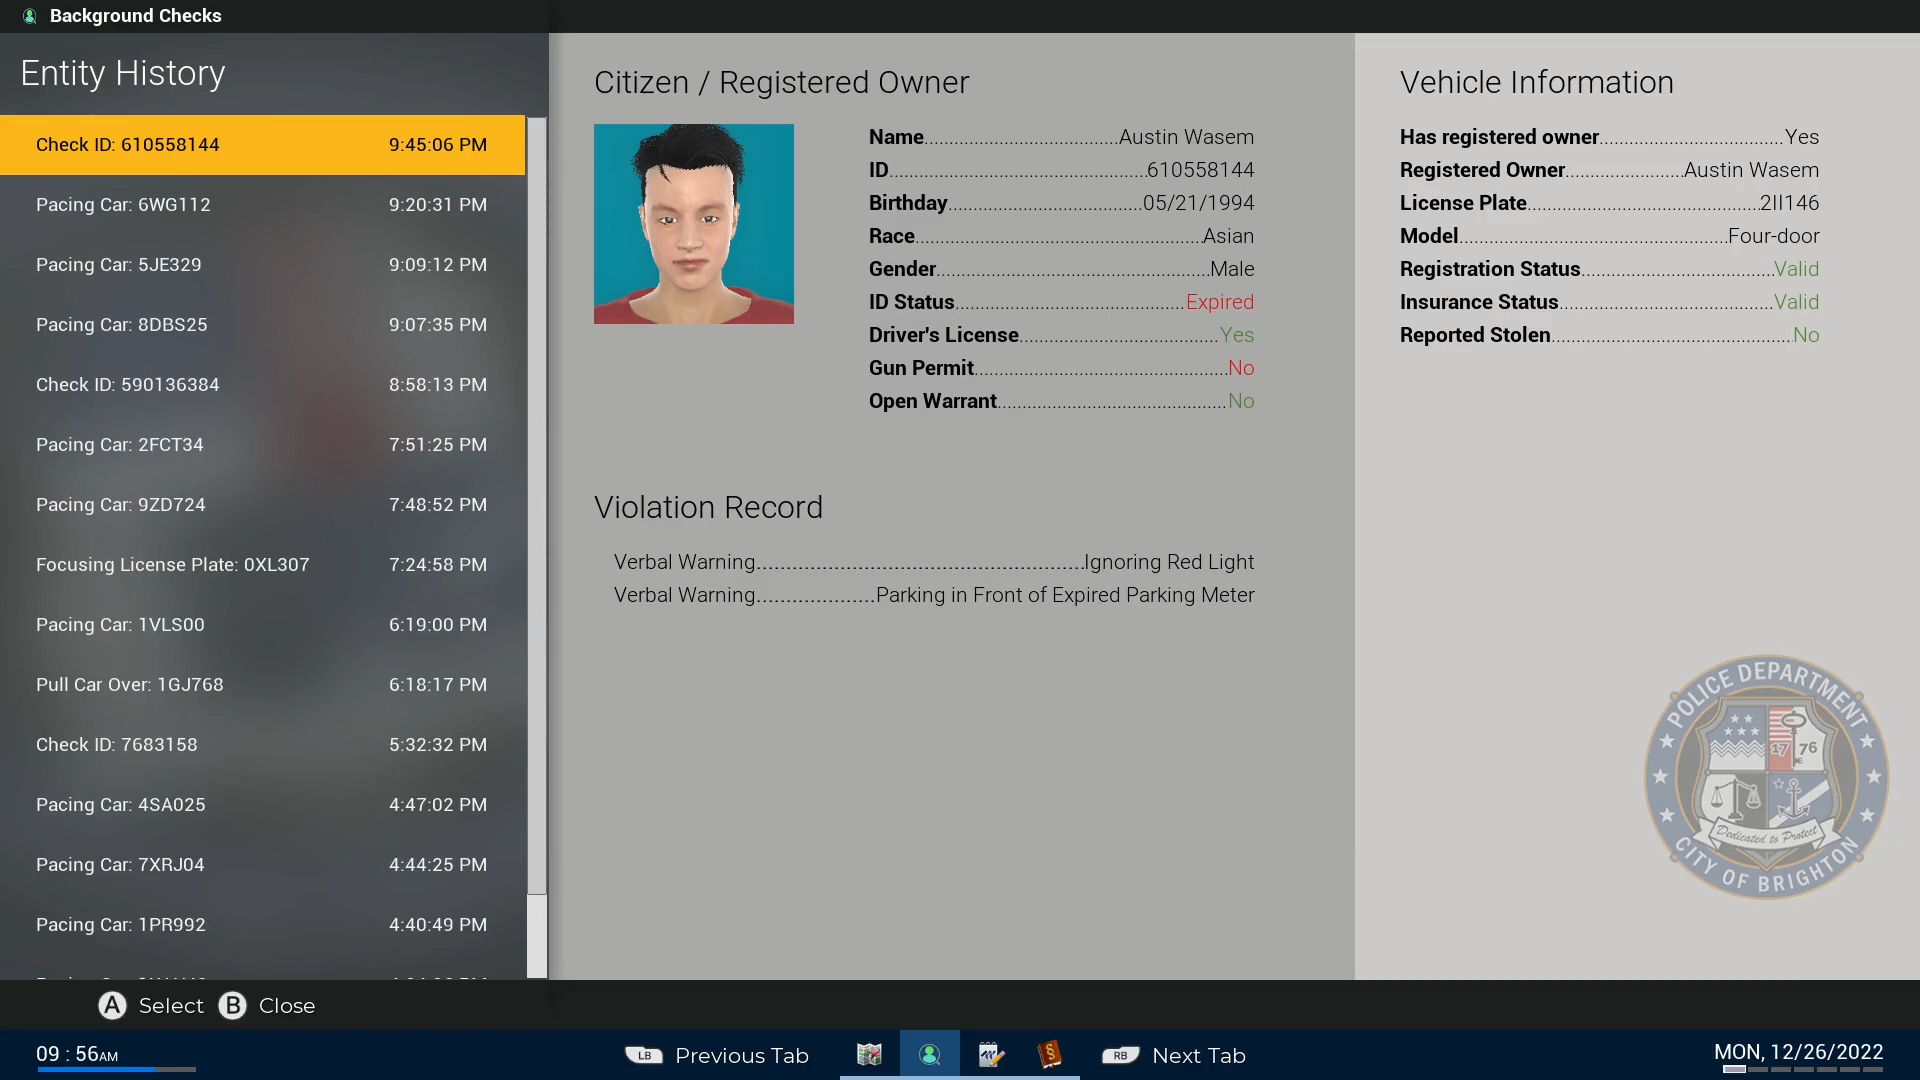 Background Checks
Entity History
Check ID: 610558144 9:45:06 PM
Pacing Car: 6WG112 9:20:31 PM
Pacing Car: 5JE329 9:09:12 PM
Pacing Car: 8DBS25 9:07:35 PM
Check ID: 590136384 8:58:13 PM
Pacing Car: 2FCT34 7:51:25 PM
Pacing Car: 9ZD724 7:48:52 PM
Focusing License Plate: 0XL307 7:24:58 PM
Pacing Car: 1VLS00 6:19:00 PM
Pull Car Over: 1GJ768 6:18:17 PM
Check ID: 7683158 5:32:32 PM
Pacing Car: 4SA025 4:47:02 PM
Pacing Car: 7XRJ04 4:44:25 PM
Pacing Car: 1PR992 4:40:49 PM
Citizen / Registered Owner
Name Austin Wasem
ID 610558144
Birthday 05/21/1994
Race Asian
Gender Male
ID Status Expired
Driver's License Yes
Gun Permit No
Open Warrant No
Violation Record
Verbal Warning Ignoring Red Light
Verbal Warning Parking in Front of Expired Parking Meter
Vehicle Information
Has registered owner Yes
Registered Owner Austin Wasem
License Plate 2II146
Model Four-door
Registration Status Valid
Insurance Status Valid
Reported Stolen No
POLICE DEPARTMENT
17 76
Dedicated to Protect
CITY OF BRIGHTON
A Select B Close
09 : 56AM
LB Previous Tab
§
RB Next Tab
MON, 12/26/2022